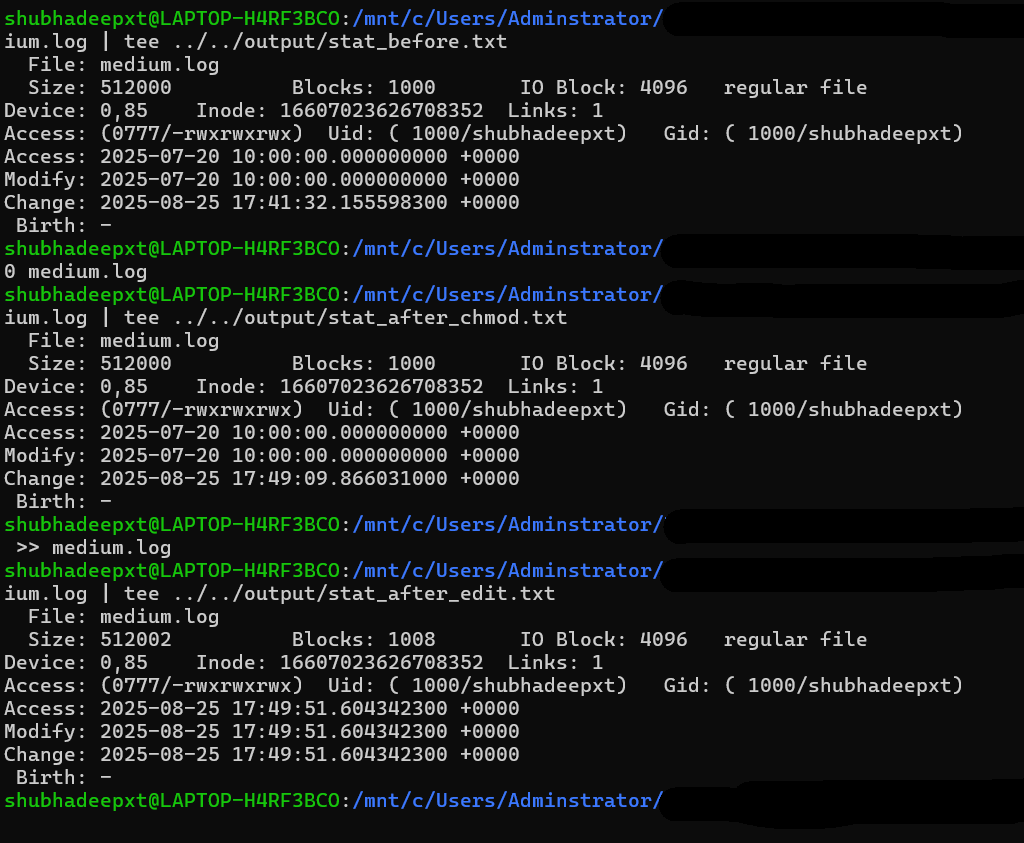 shubhadeepxt@LAPTOP-H4RF3BCO:/mnt/c/Users/Adminstrator/
ium.log | tee ../../output/stat_before.txt
  File: medium.log
  Size: 512000          Blocks: 1000       IO Block: 4096   regular file
Device: 0,85    Inode: 16607023626708352  Links: 1
Access: (0777/-rwxrwxrwx)  Uid: ( 1000/shubhadeepxt)   Gid: ( 1000/shubhadeepxt)
Access: 2025-07-20 10:00:00.000000000 +0000
Modify: 2025-07-20 10:00:00.000000000 +0000
Change: 2025-08-25 17:41:32.155598300 +0000
 Birth: -
shubhadeepxt@LAPTOP-H4RF3BCO:/mnt/c/Users/Adminstrator/
0 medium.log
shubhadeepxt@LAPTOP-H4RF3BCO:/mnt/c/Users/Adminstrator/
ium.log | tee ../../output/stat_after_chmod.txt
  File: medium.log
  Size: 512000          Blocks: 1000       IO Block: 4096   regular file
Device: 0,85    Inode: 16607023626708352  Links: 1
Access: (0777/-rwxrwxrwx)  Uid: ( 1000/shubhadeepxt)   Gid: ( 1000/shubhadeepxt)
Access: 2025-07-20 10:00:00.000000000 +0000
Modify: 2025-07-20 10:00:00.000000000 +0000
Change: 2025-08-25 17:49:09.866031000 +0000
 Birth: -
shubhadeepxt@LAPTOP-H4RF3BCO:/mnt/c/Users/Adminstrator/
 >> medium.log
shubhadeepxt@LAPTOP-H4RF3BCO:/mnt/c/Users/Adminstrator/
ium.log | tee ../../output/stat_after_edit.txt
  File: medium.log
  Size: 512002          Blocks: 1008       IO Block: 4096   regular file
Device: 0,85    Inode: 16607023626708352  Links: 1
Access: (0777/-rwxrwxrwx)  Uid: ( 1000/shubhadeepxt)   Gid: ( 1000/shubhadeepxt)
Access: 2025-08-25 17:49:51.604342300 +0000
Modify: 2025-08-25 17:49:51.604342300 +0000
Change: 2025-08-25 17:49:51.604342300 +0000
 Birth: -
shubhadeepxt@LAPTOP-H4RF3BCO:/mnt/c/Users/Adminstrator/